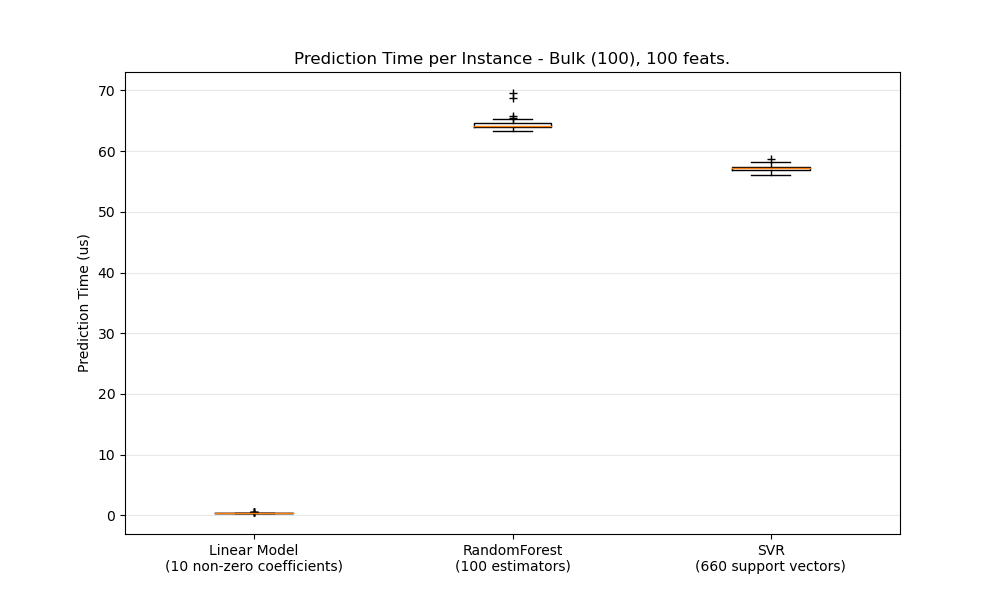 Prediction Time per Instance - Bulk (100), 100 feats.
Prediction Time (us)
70
60
50
40
30
20
10
0
Linear Model
(10 non-zero coefficients)
RandomForest
(100 estimators)
SVR
(660 support vectors)